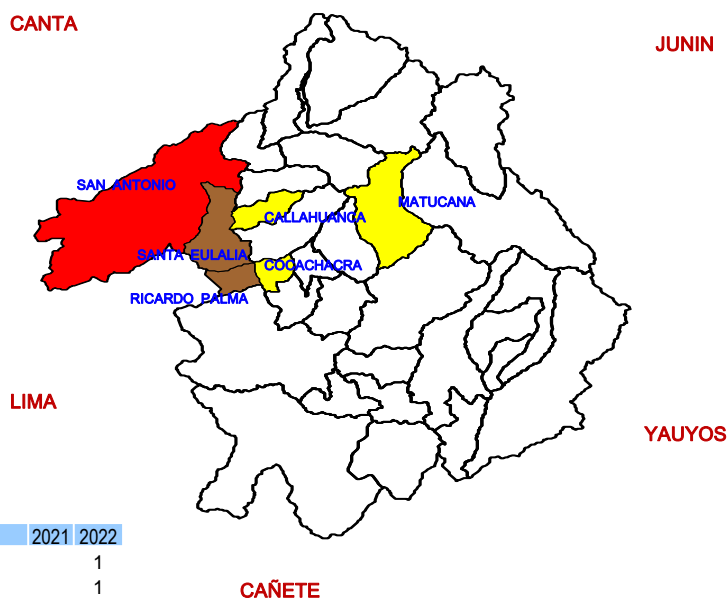 CANTA
JUNIN
SAN ANTONIO
MATUCANA
CALLAHUANCA
SANTA EULALIA
COCACHACRA
RICARDO PALMA
LIMA
YAUYOS
2021 2022
1
1
CAÑETE